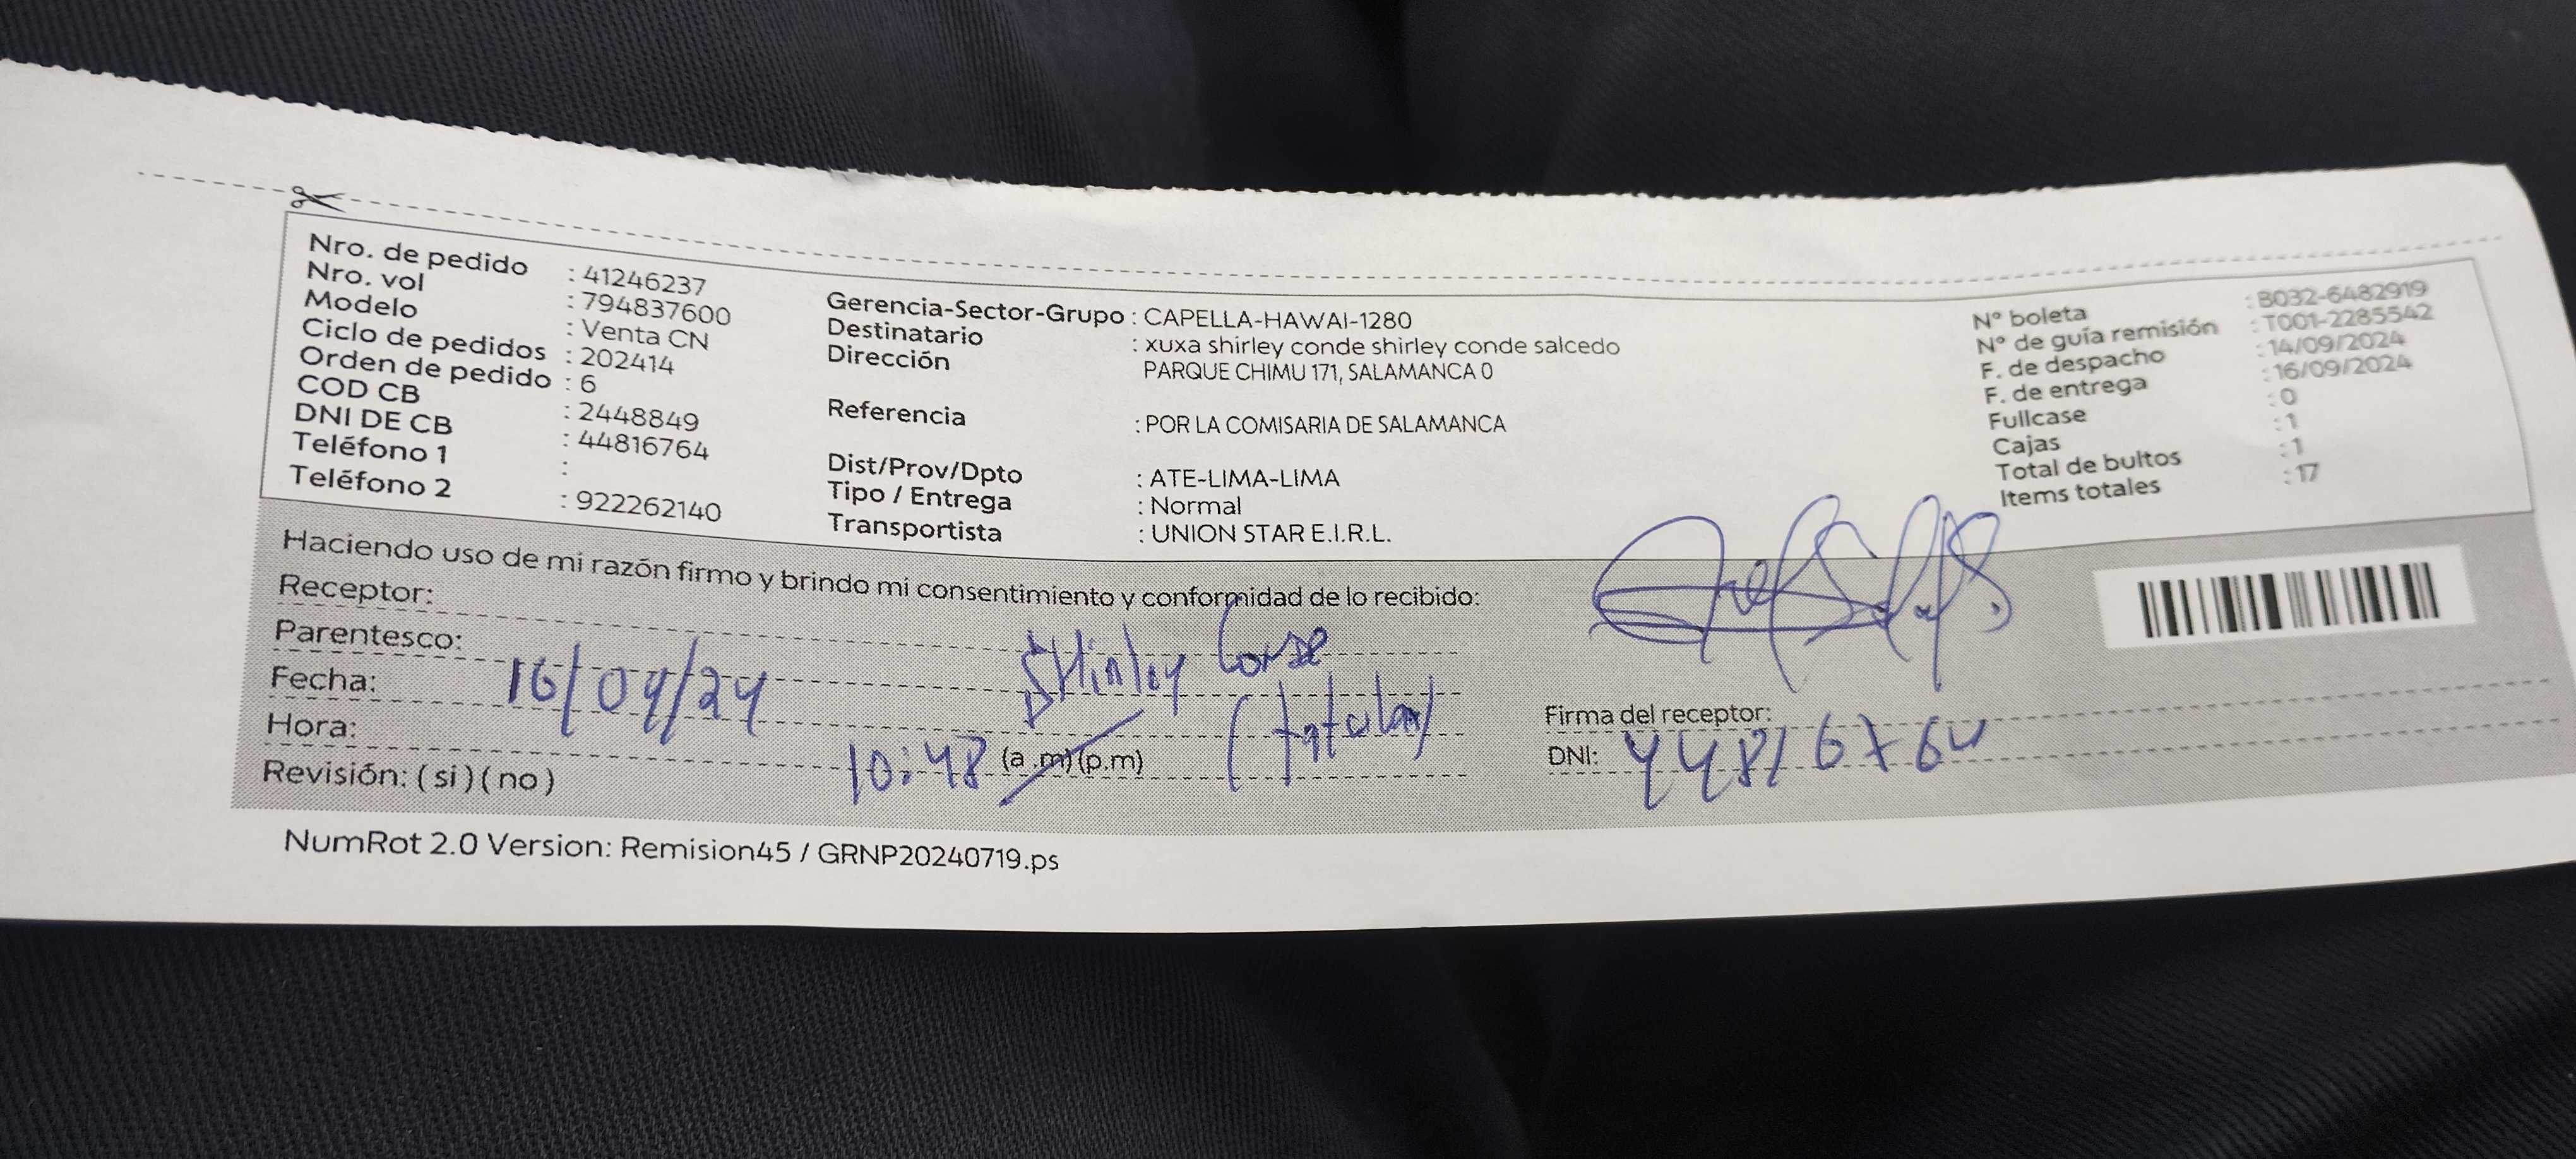 Nro. de pedido : 41246237
Nro. vol : 794837600
Modelo : Venta CN
Ciclo de pedidos : 202414
Orden de pedido : 6
COD CB : 2448849
DNI DE CB : 44816764
Teléfono 1 :
Teléfono 2 : 922262140
Gerencia-Sector-Grupo : CAPELLA-HAWAI-1280
Destinatario : xuxa shirley conde shirley conde salcedo
Dirección PARQUE CHIMU 171, SALAMANCA 0
Referencia : POR LA COMISARIA DE SALAMANCA
Dist/Prov/Dpto : ATE-LIMA-LIMA
Tipo / Entrega : Normal
Transportista : UNION STAR E.I.R.L.
N° boleta : B032-6482919
N° de guía remisión : T001-2285542
F. de despacho : 14/09/2024
F. de entrega : 16/09/2024
Fullcase : 0
Cajas : 1
Total de bultos : 1
Items totales : 17
Haciendo uso de mi razón firmo y brindo mi consentimiento y conformidad de lo recibido:
Receptor: Shirley Conde
Parentesco: (titular)
Fecha: 16/09/24
Hora: 10:48 (a.m)(p.m)
Revisión: ( si ) ( no )
Firma del receptor:
DNI: 44816764
NumRot 2.0 Version: Remision45 / GRNP20240719.ps